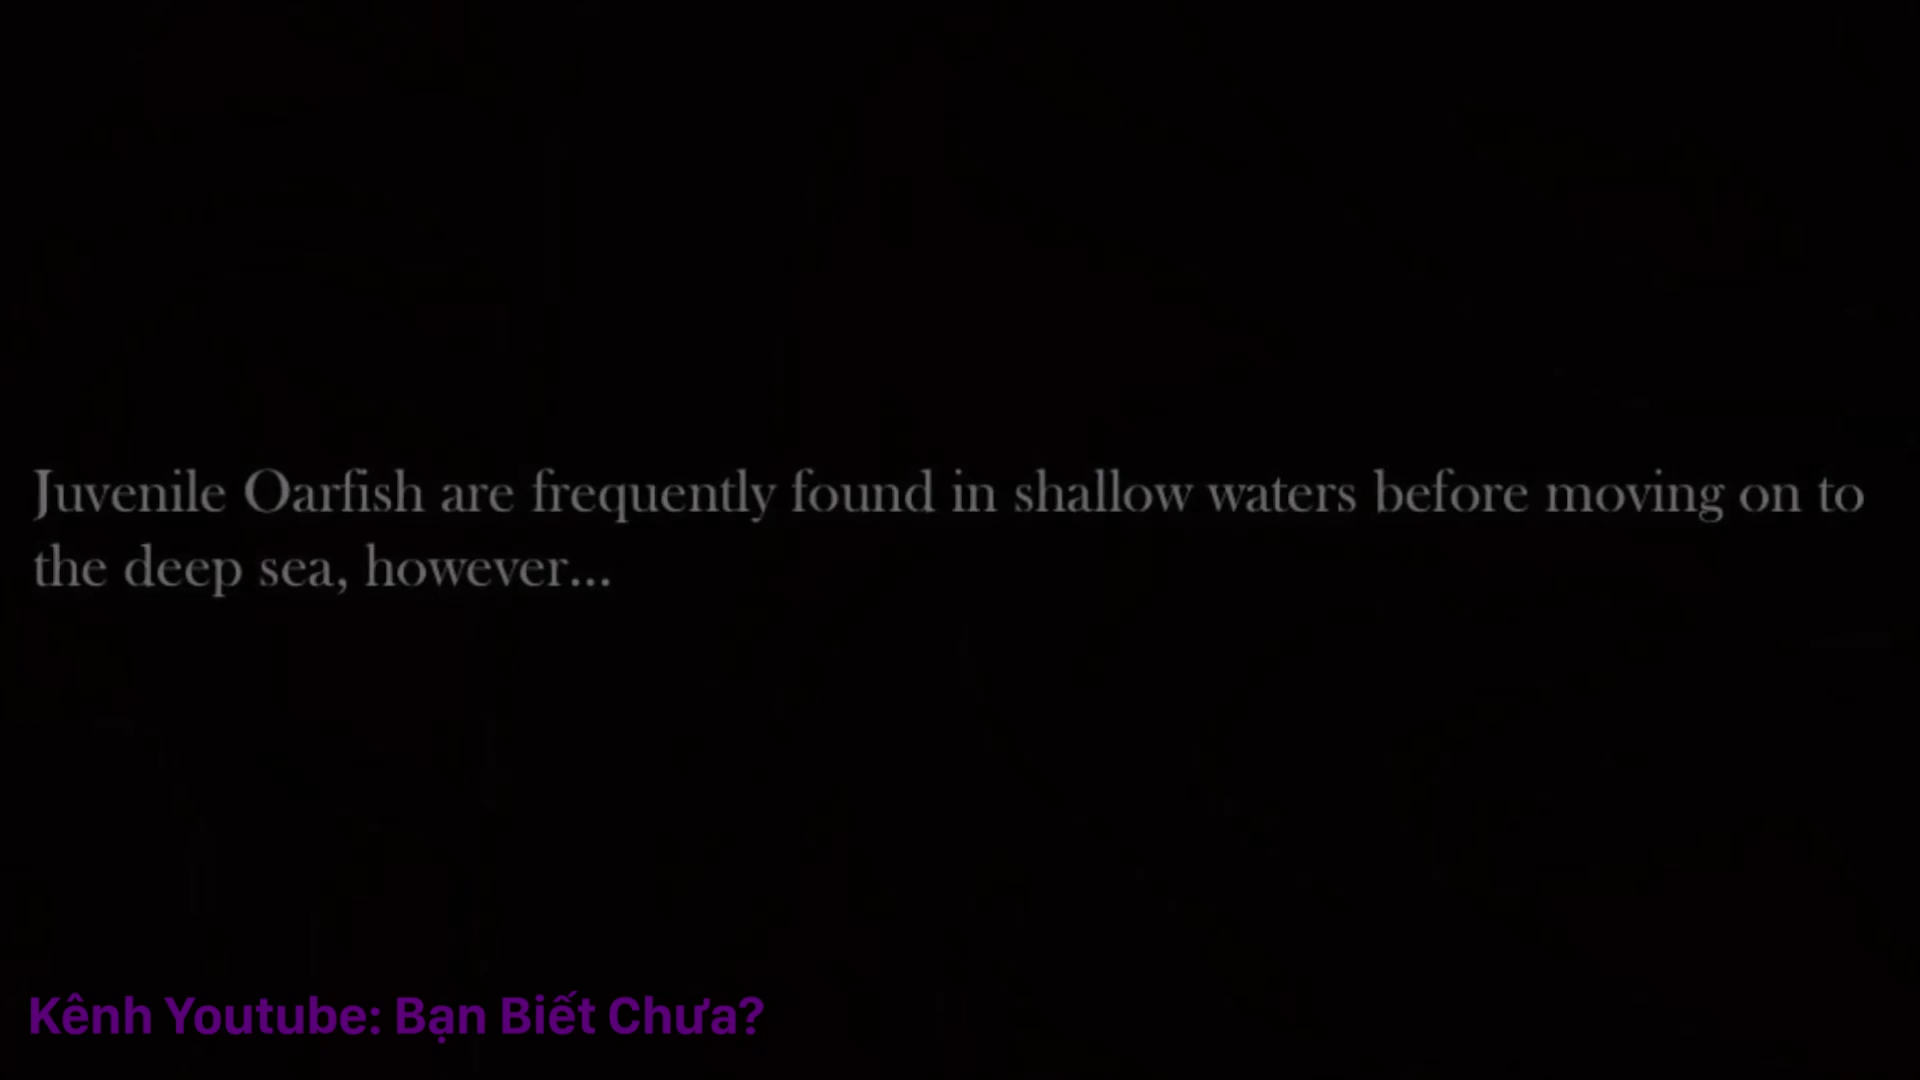 Juvenile Oarfish are frequently found in shallow waters before moving on to
the deep sea, however...
Kênh Youtube: Bạn Biết Chưa?